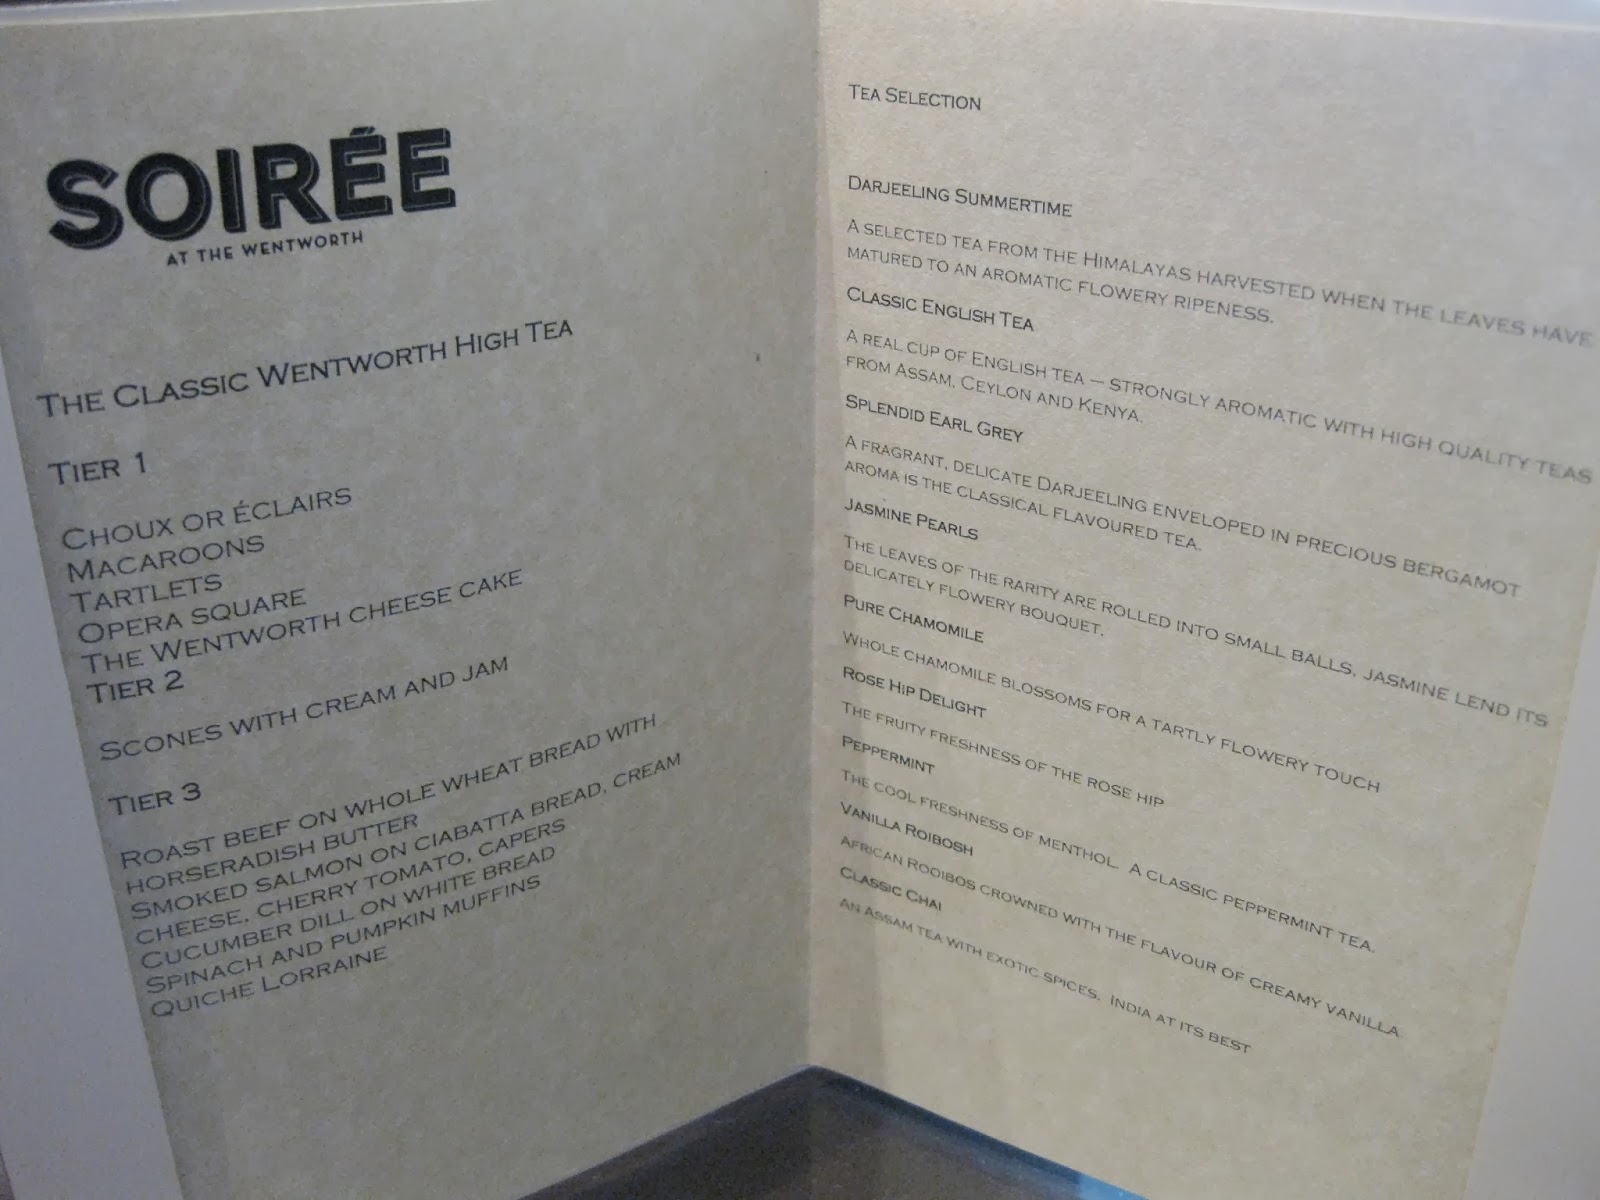 SOIRÉE
AT THE WENTWORTH
THE CLASSIC WENTWORTH HIGH TEA
TIER 1
CHOUX OR ÉCLAIRS
MACAROONS
TARTLETS
OPERA SQUARE
THE WENTWORTH CHEESE CAKE
TIER 2
SCONES WITH CREAM AND JAM
TIER 3
ROAST BEEF ON WHOLE WHEAT BREAD WITH
HORSERADISH BUTTER
SMOKED SALMON ON CIABATTA BREAD, CREAM
CHEESE, CHERRY TOMATO, CAPERS
CUCUMBER DILL ON WHITE BREAD
SPINACH AND PUMPKIN MUFFINS
QUICHE LORRAINE
TEA SELECTION
DARJEELING SUMMERTIME
A SELECTED TEA FROM THE HIMALAYAS HARVESTED WHEN THE LEAVES HAVE
MATURED TO AN AROMATIC FLOWERY RIPENESS.
CLASSIC ENGLISH TEA
A REAL CUP OF ENGLISH TEA – STRONGLY AROMATIC WITH HIGH QUALITY TEAS
FROM ASSAM, CEYLON AND KENYA.
SPLENDID EARL GREY
A FRAGRANT, DELICATE DARJEELING ENVELOPED IN PRECIOUS BERGAMOT
AROMA IS THE CLASSICAL FLAVOURED TEA.
JASMINE PEARLS
THE LEAVES OF THE RARITY ARE ROLLED INTO SMALL BALLS, JASMINE LEND ITS
DELICATELY FLOWERY BOUQUET.
PURE CHAMOMILE
WHOLE CHAMOMILE BLOSSOMS FOR A TARTLY FLOWERY TOUCH
ROSE HIP DELIGHT
THE FRUITY FRESHNESS OF THE ROSE HIP
PEPPERMINT
THE COOL FRESHNESS OF MENTHOL. A CLASSIC PEPPERMINT TEA.
VANILLA ROIBOSH
AFRICAN ROOIBOS CROWNED WITH THE FLAVOUR OF CREAMY VANILLA
CLASSIC CHAI
AN ASSAM TEA WITH EXOTIC SPICES. INDIA AT ITS BEST